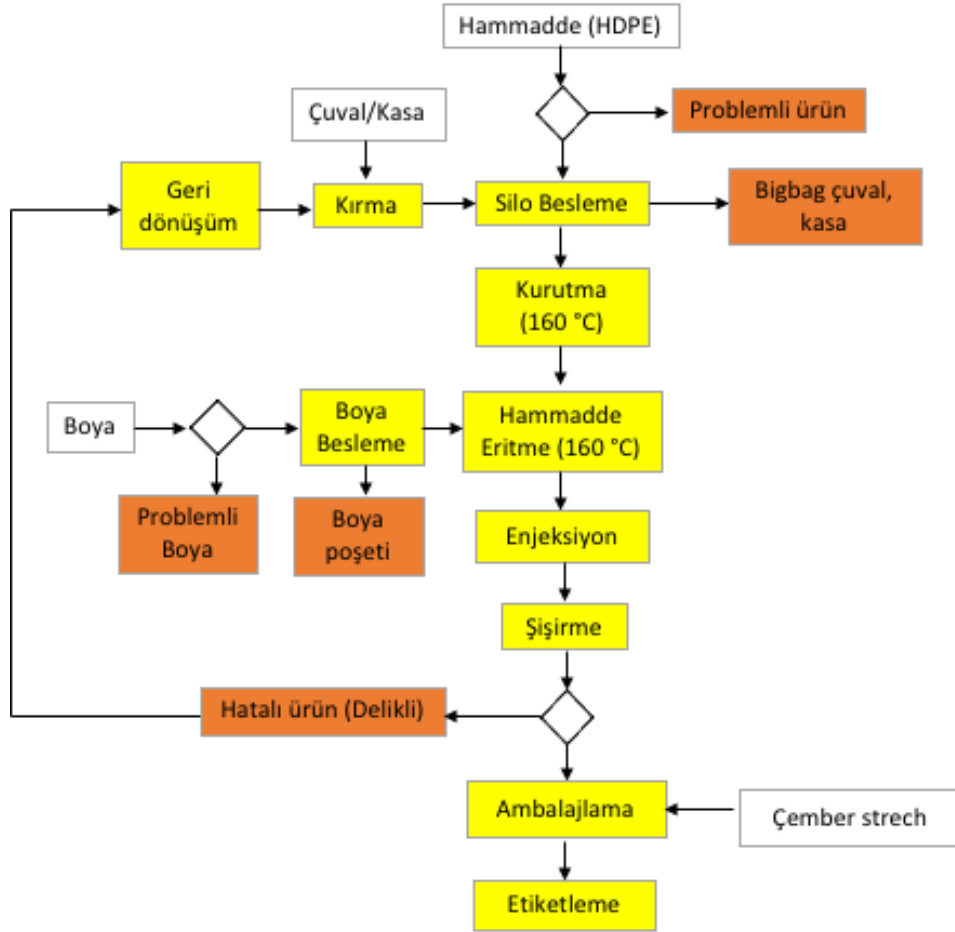 Hammadde (HDPE)
Problemli ürün
Çuval/Kasa
Geri
dönüşüm
Kırma
Silo Besleme
Bigbag çuval,
kasa
Kurutma
(160 °C)
Boya
Boya
Besleme
Hammadde
Eritme (160 °C)
Problemli
Boya
Boya
poşeti
Enjeksiyon
Şişirme
Hatalı ürün (Delikli)
Ambalajlama
Çember strech
Etiketleme